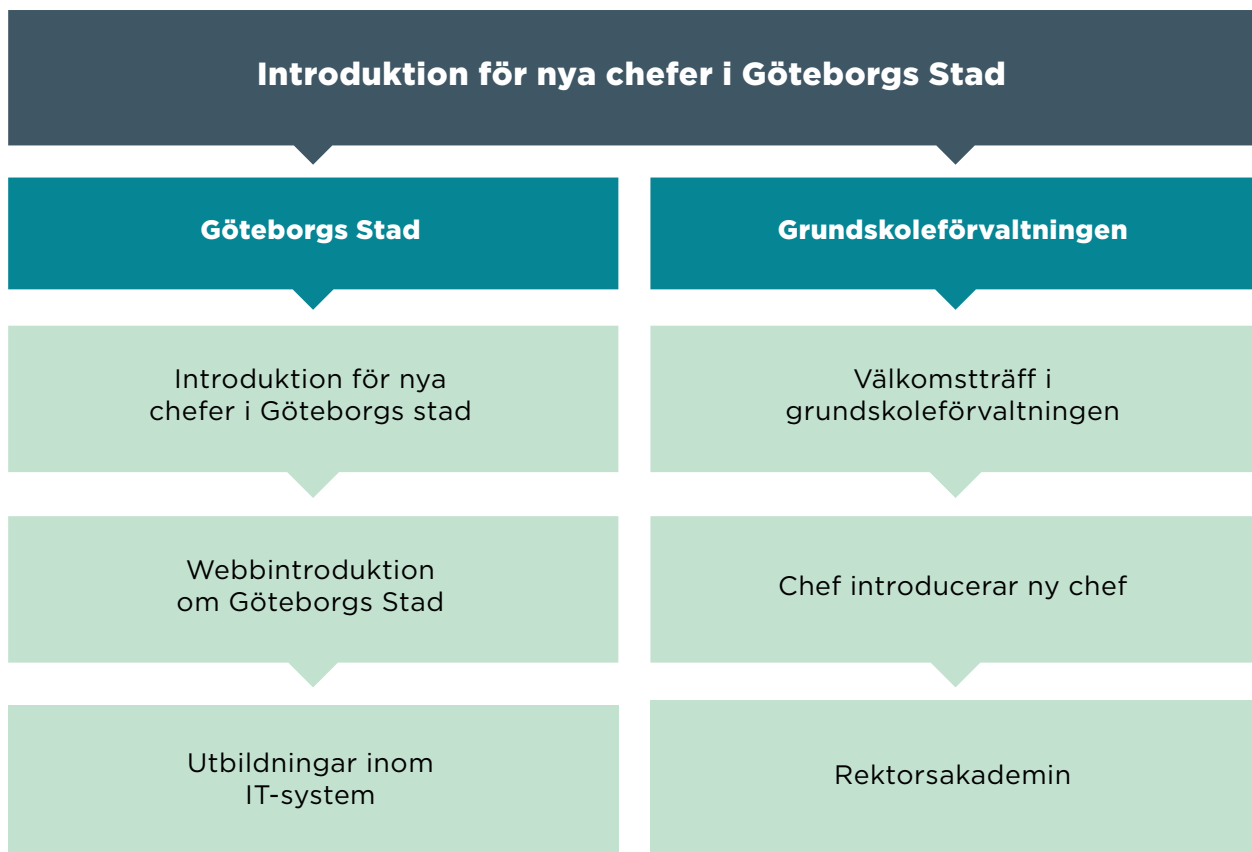 Introduktion för nya chefer i Göteborgs Stad
Göteborgs Stad
Introduktion för nya
chefer i Göteborgs stad
Webbintroduktion
om Göteborgs Stad
Utbildningar inom
IT-system
Grundskoleförvaltningen
Välkomstträff i
grundskoleförvaltningen
Chef introducerar ny chef
Rektorsakademin